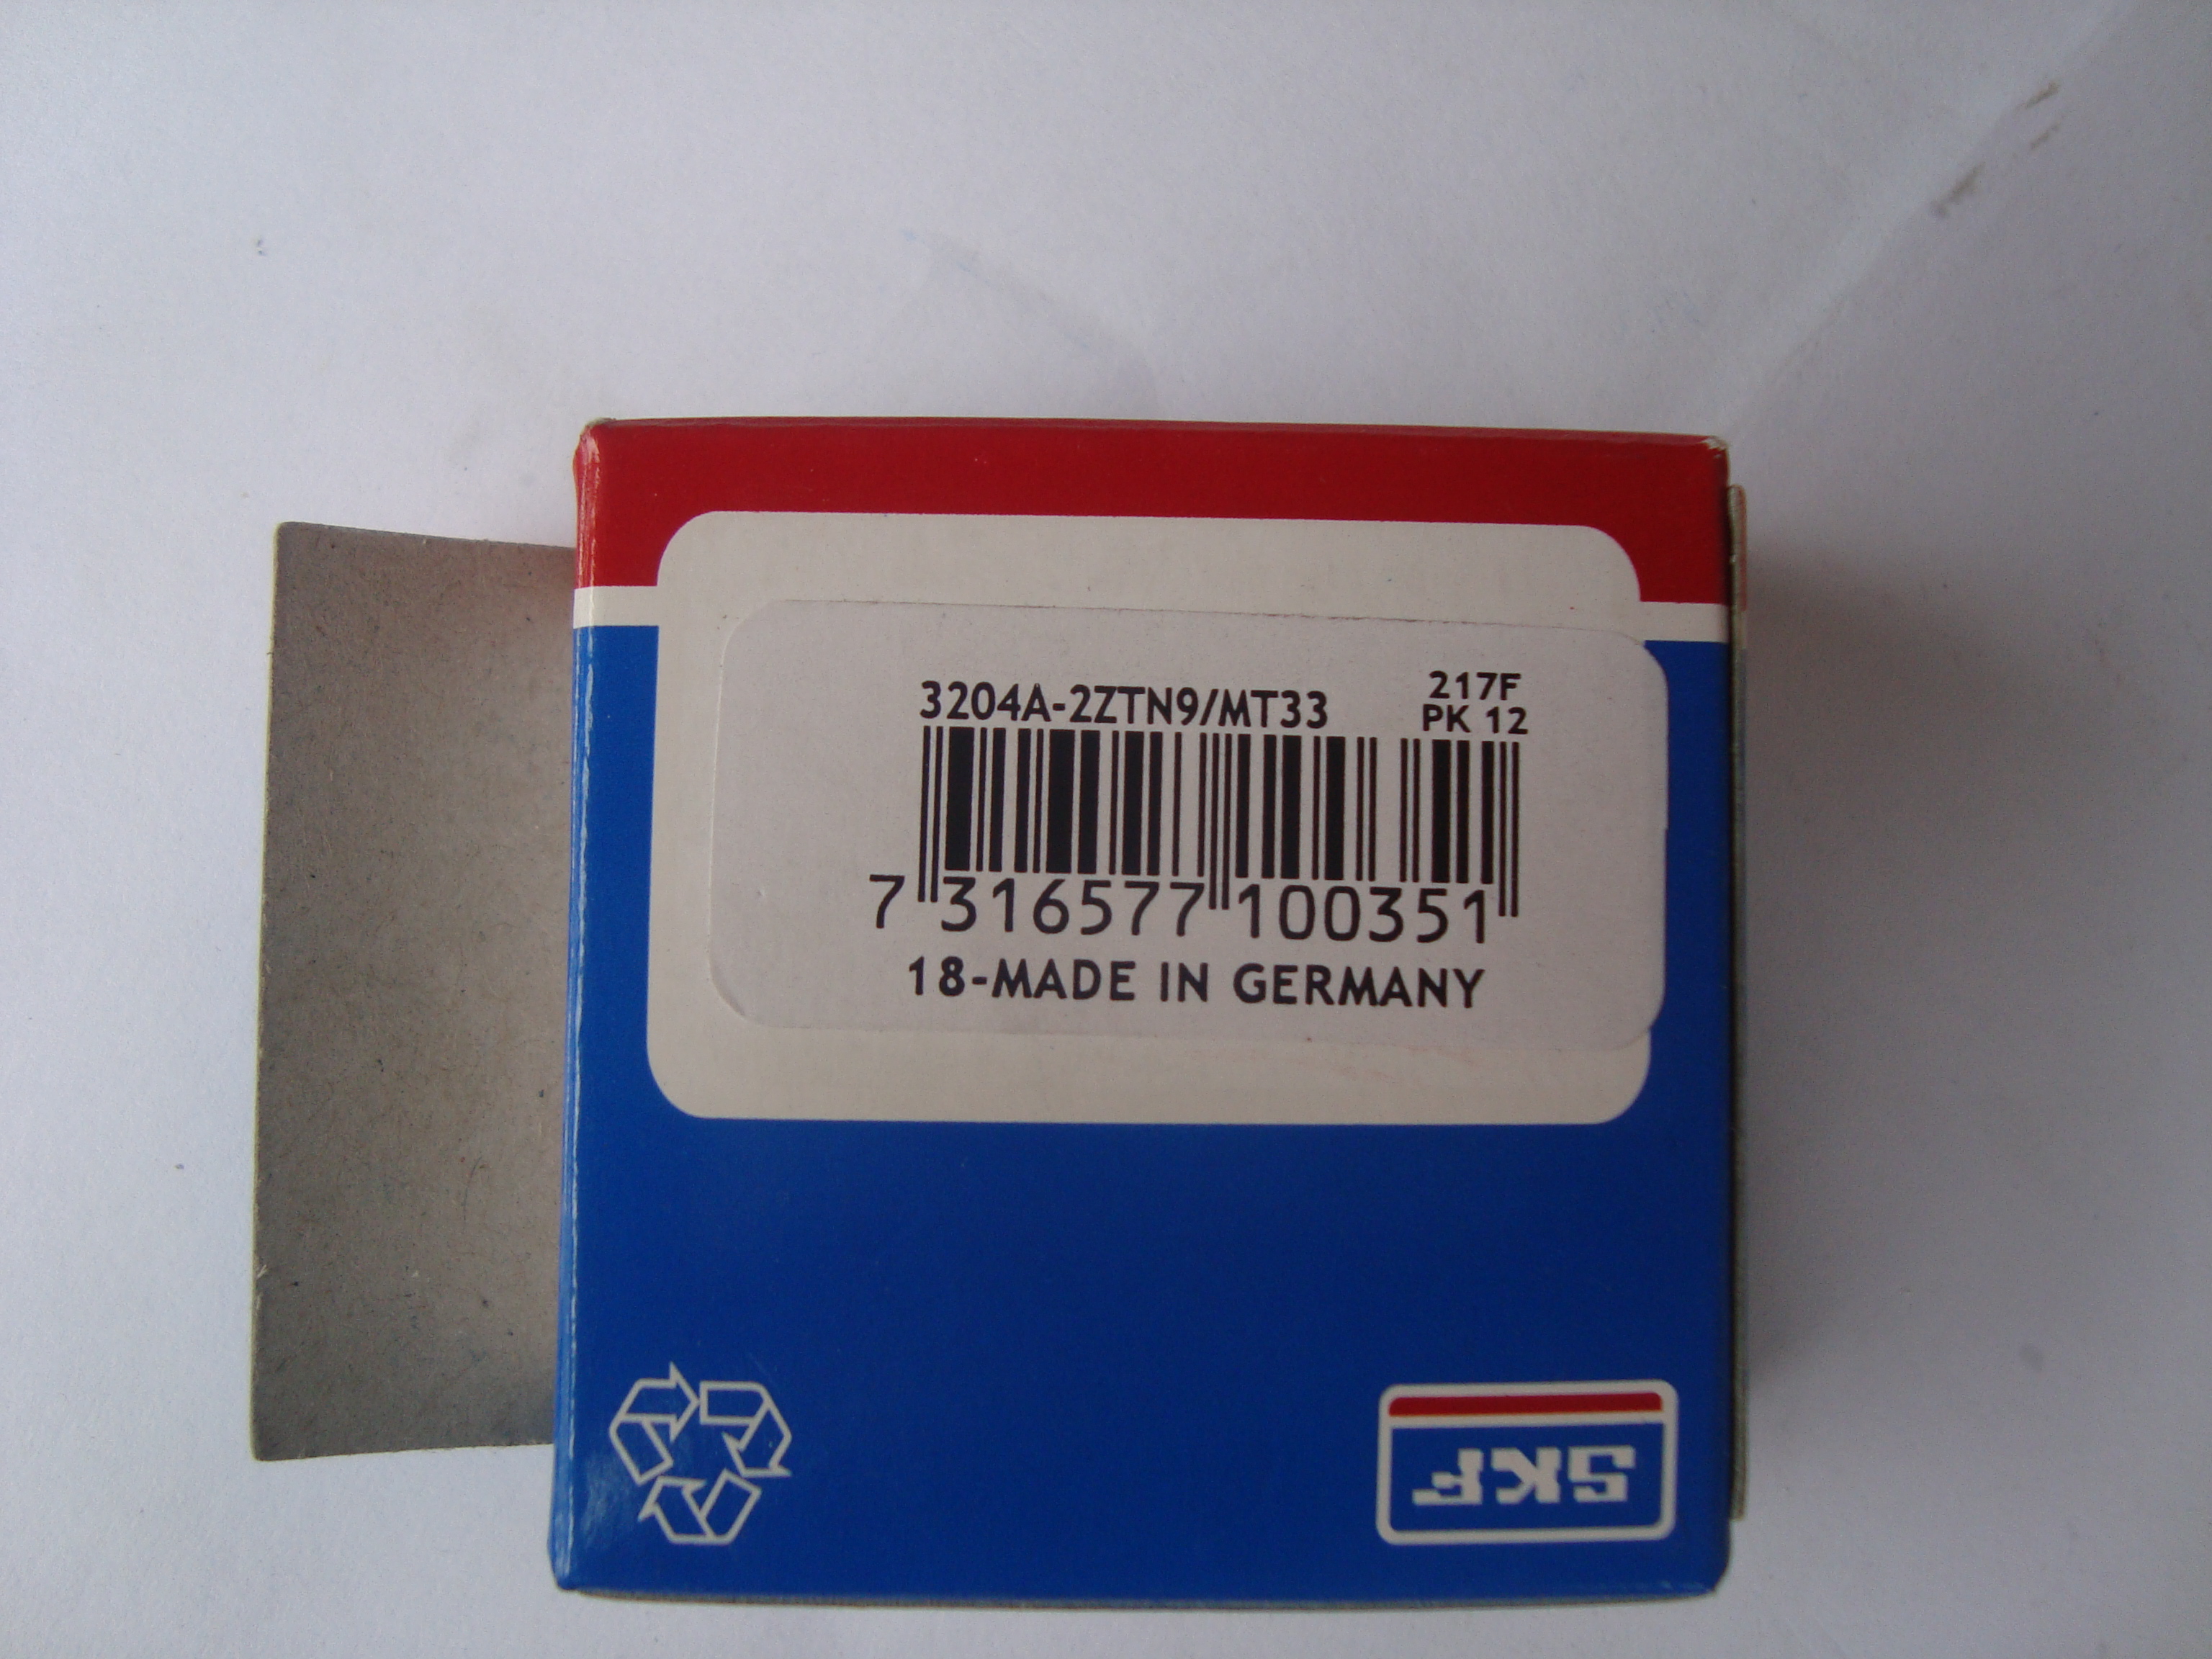 3204A-2ZTN9/MT33
217F
PK 12
7 316577 100351
18-MADE IN GERMANY
SKF